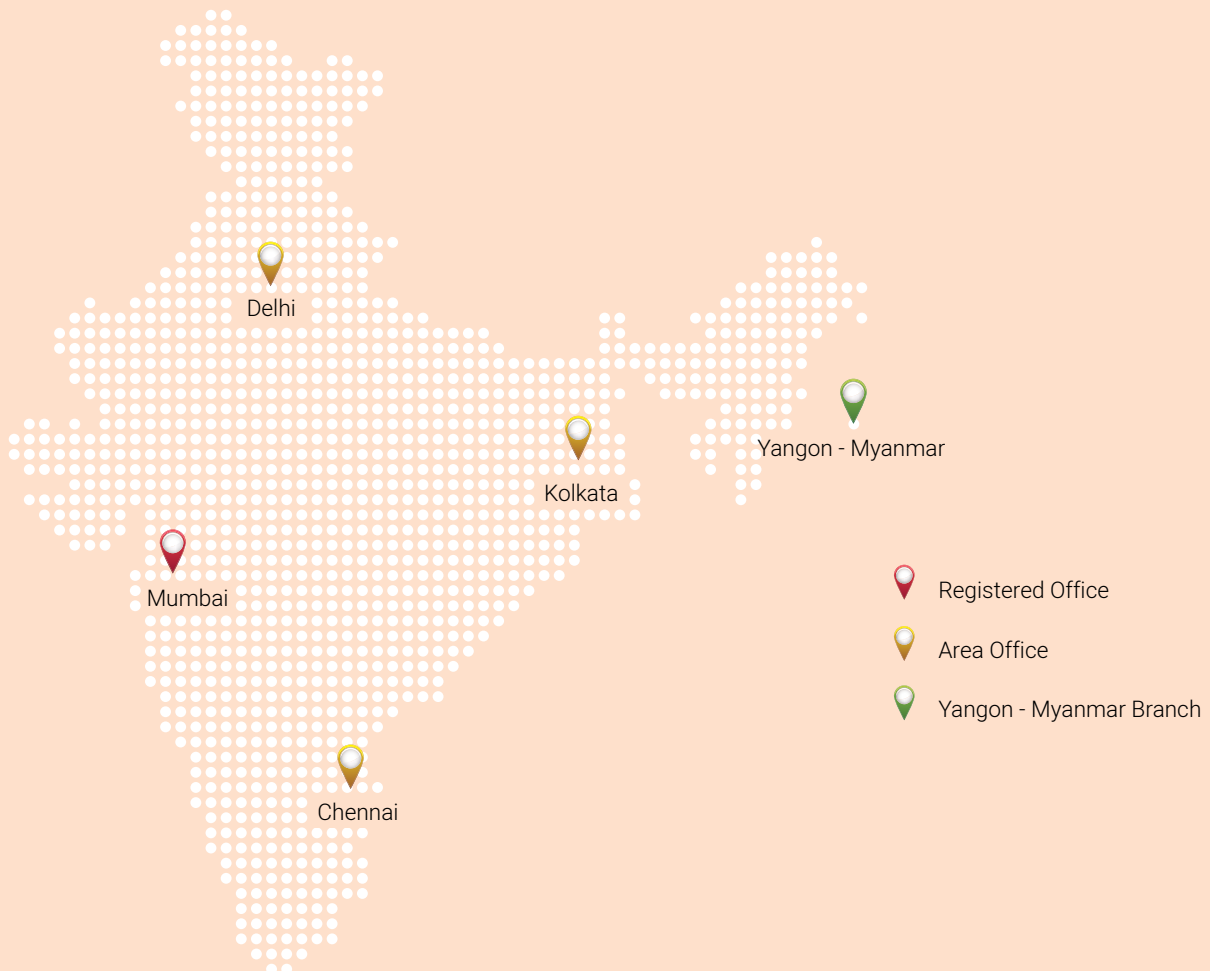 Delhi
Yangon - Myanmar
Kolkata
Mumbai
Registered Office
Area Office
Yangon - Myanmar Branch
Chennai